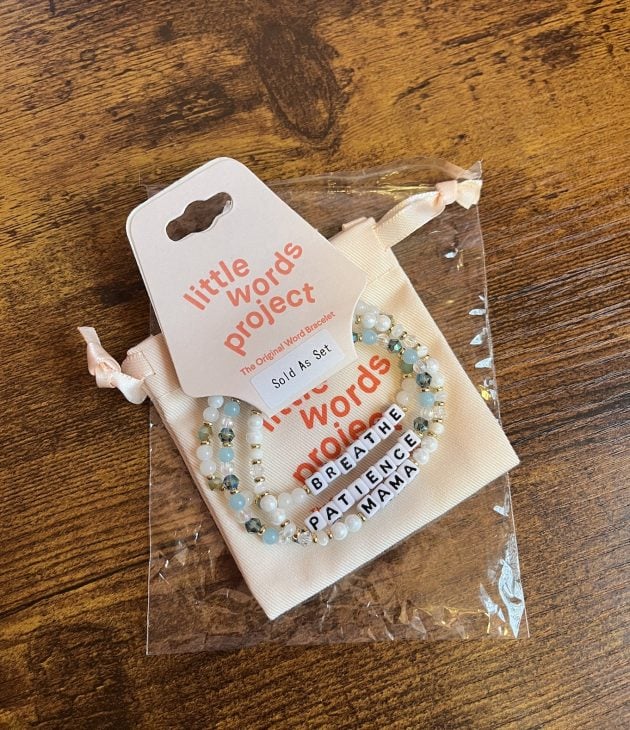 little
words
project
The Original Word Bracelet
Sold As Set
little
words
project
BREATHE
PATIENCE
MAMA